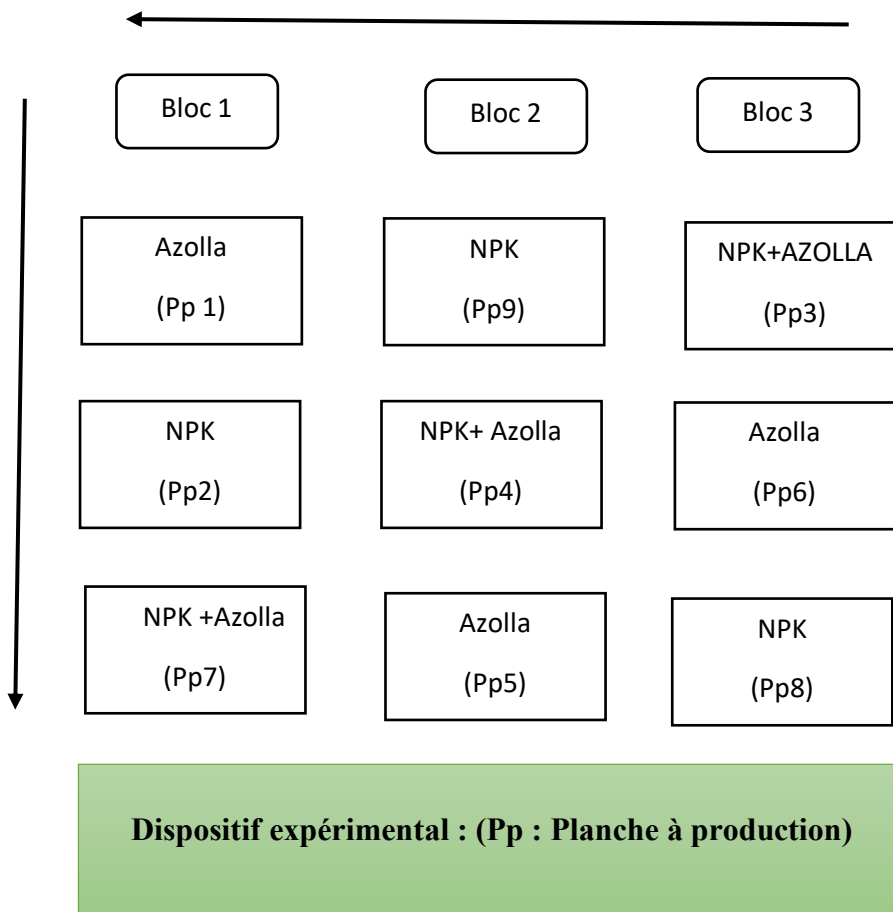 Bloc 1
Bloc 2
Bloc 3
Azolla
(Pp 1)
NPK
(Pp9)
NPK+AZOLLA
(Pp3)
NPK
(Pp2)
NPK+ Azolla
(Pp4)
Azolla
(Pp6)
NPK +Azolla
(Pp7)
Azolla
(Pp5)
NPK
(Pp8)
Dispositif expérimental : (Pp : Planche à production)